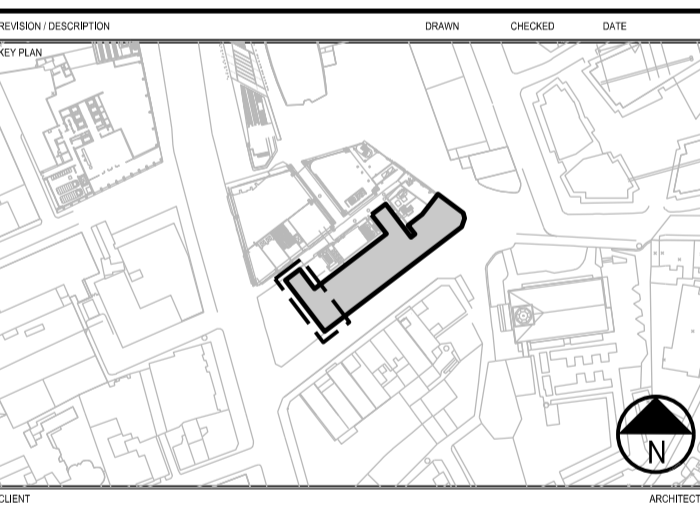 REVISION / DESCRIPTION DRAWN CHECKED DATE
KEY PLAN
N
CLIENT ARCHITECT